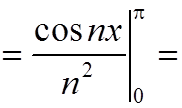 = cos nx / n² |₀^π =